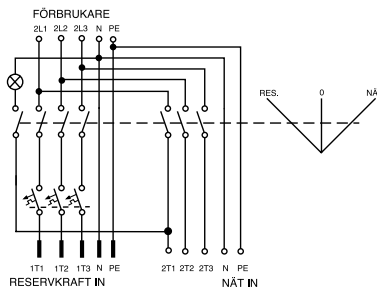 FÖRBRUKARE
2L1 2L2 2L3 N PE
RES. 0 NÄ
1T1 1T2 1T3 N PE 2T1 2T2 2T3 N PE
RESERVKRAFT IN NÄT IN